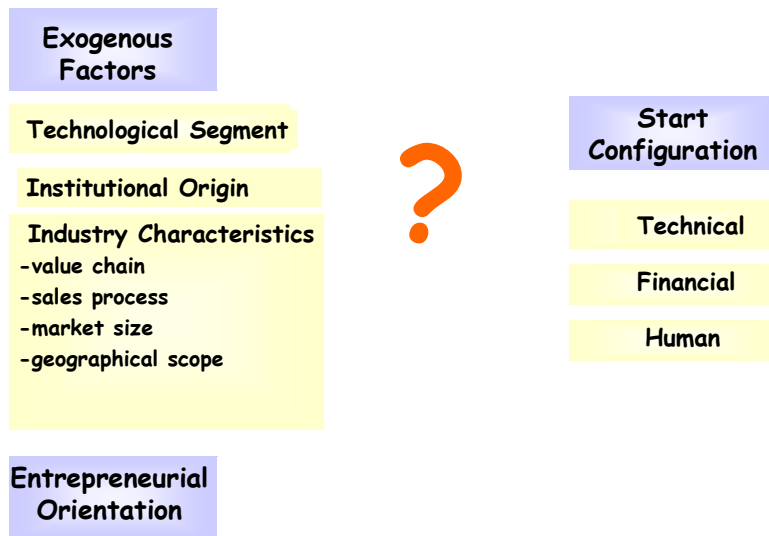 Exogenous
Factors
Technological Segment
Institutional Origin
Industry Characteristics
-value chain
-sales process
-market size
-geographical scope
Entrepreneurial
Orientation
?
Start
Configuration
Technical
Financial
Human